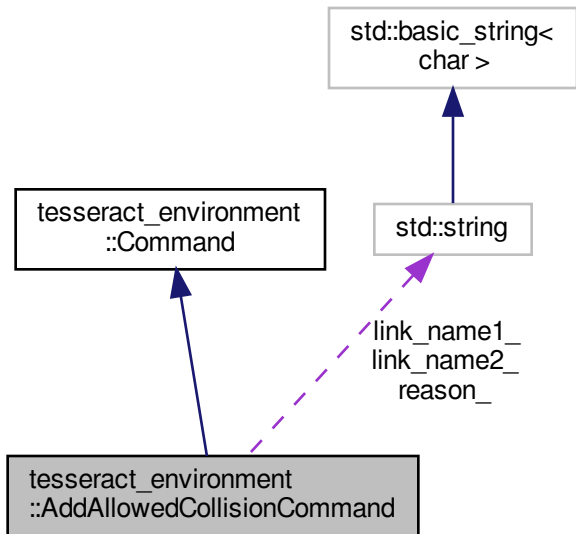 std::basic_string<
char >
tesseract_environment
::Command
std::string
link_name1_
link_name2_
reason_
tesseract_environment
::AddAllowedCollisionCommand